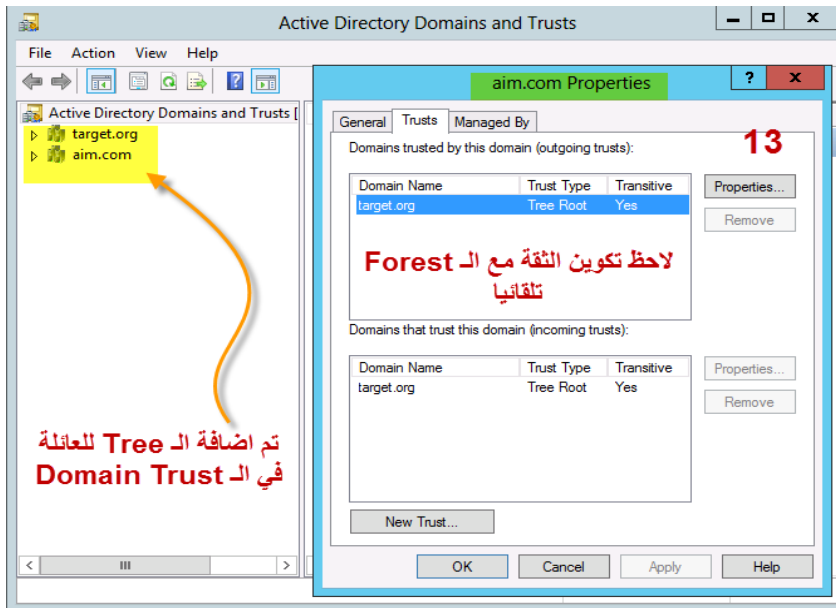 Active Directory Domains and Trusts
File Action View Help
Active Directory Domains and Trusts [
target.org
aim.com
تم اضافة الـ Tree للعائلة
في الـ Domain Trust
aim.com Properties
General Trusts Managed By
13
Domains trusted by this domain (outgoing trusts):
Domain Name Trust Type Transitive
target.org Tree Root Yes
Properties...
Remove
لاحظ تكوين الثقة مع الـ Forest
تلقائيا
Domains that trust this domain (incoming trusts):
Domain Name Trust Type Transitive
target.org Tree Root Yes
Properties...
Remove
New Trust...
OK Cancel Apply Help